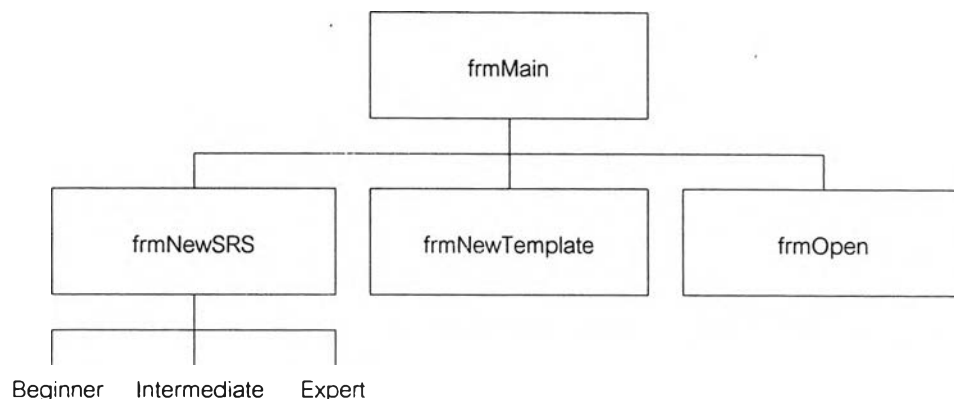 frmMain
frmNewSRS
frmNewTemplate
frmOpen
Beginner
Intermediate
Expert